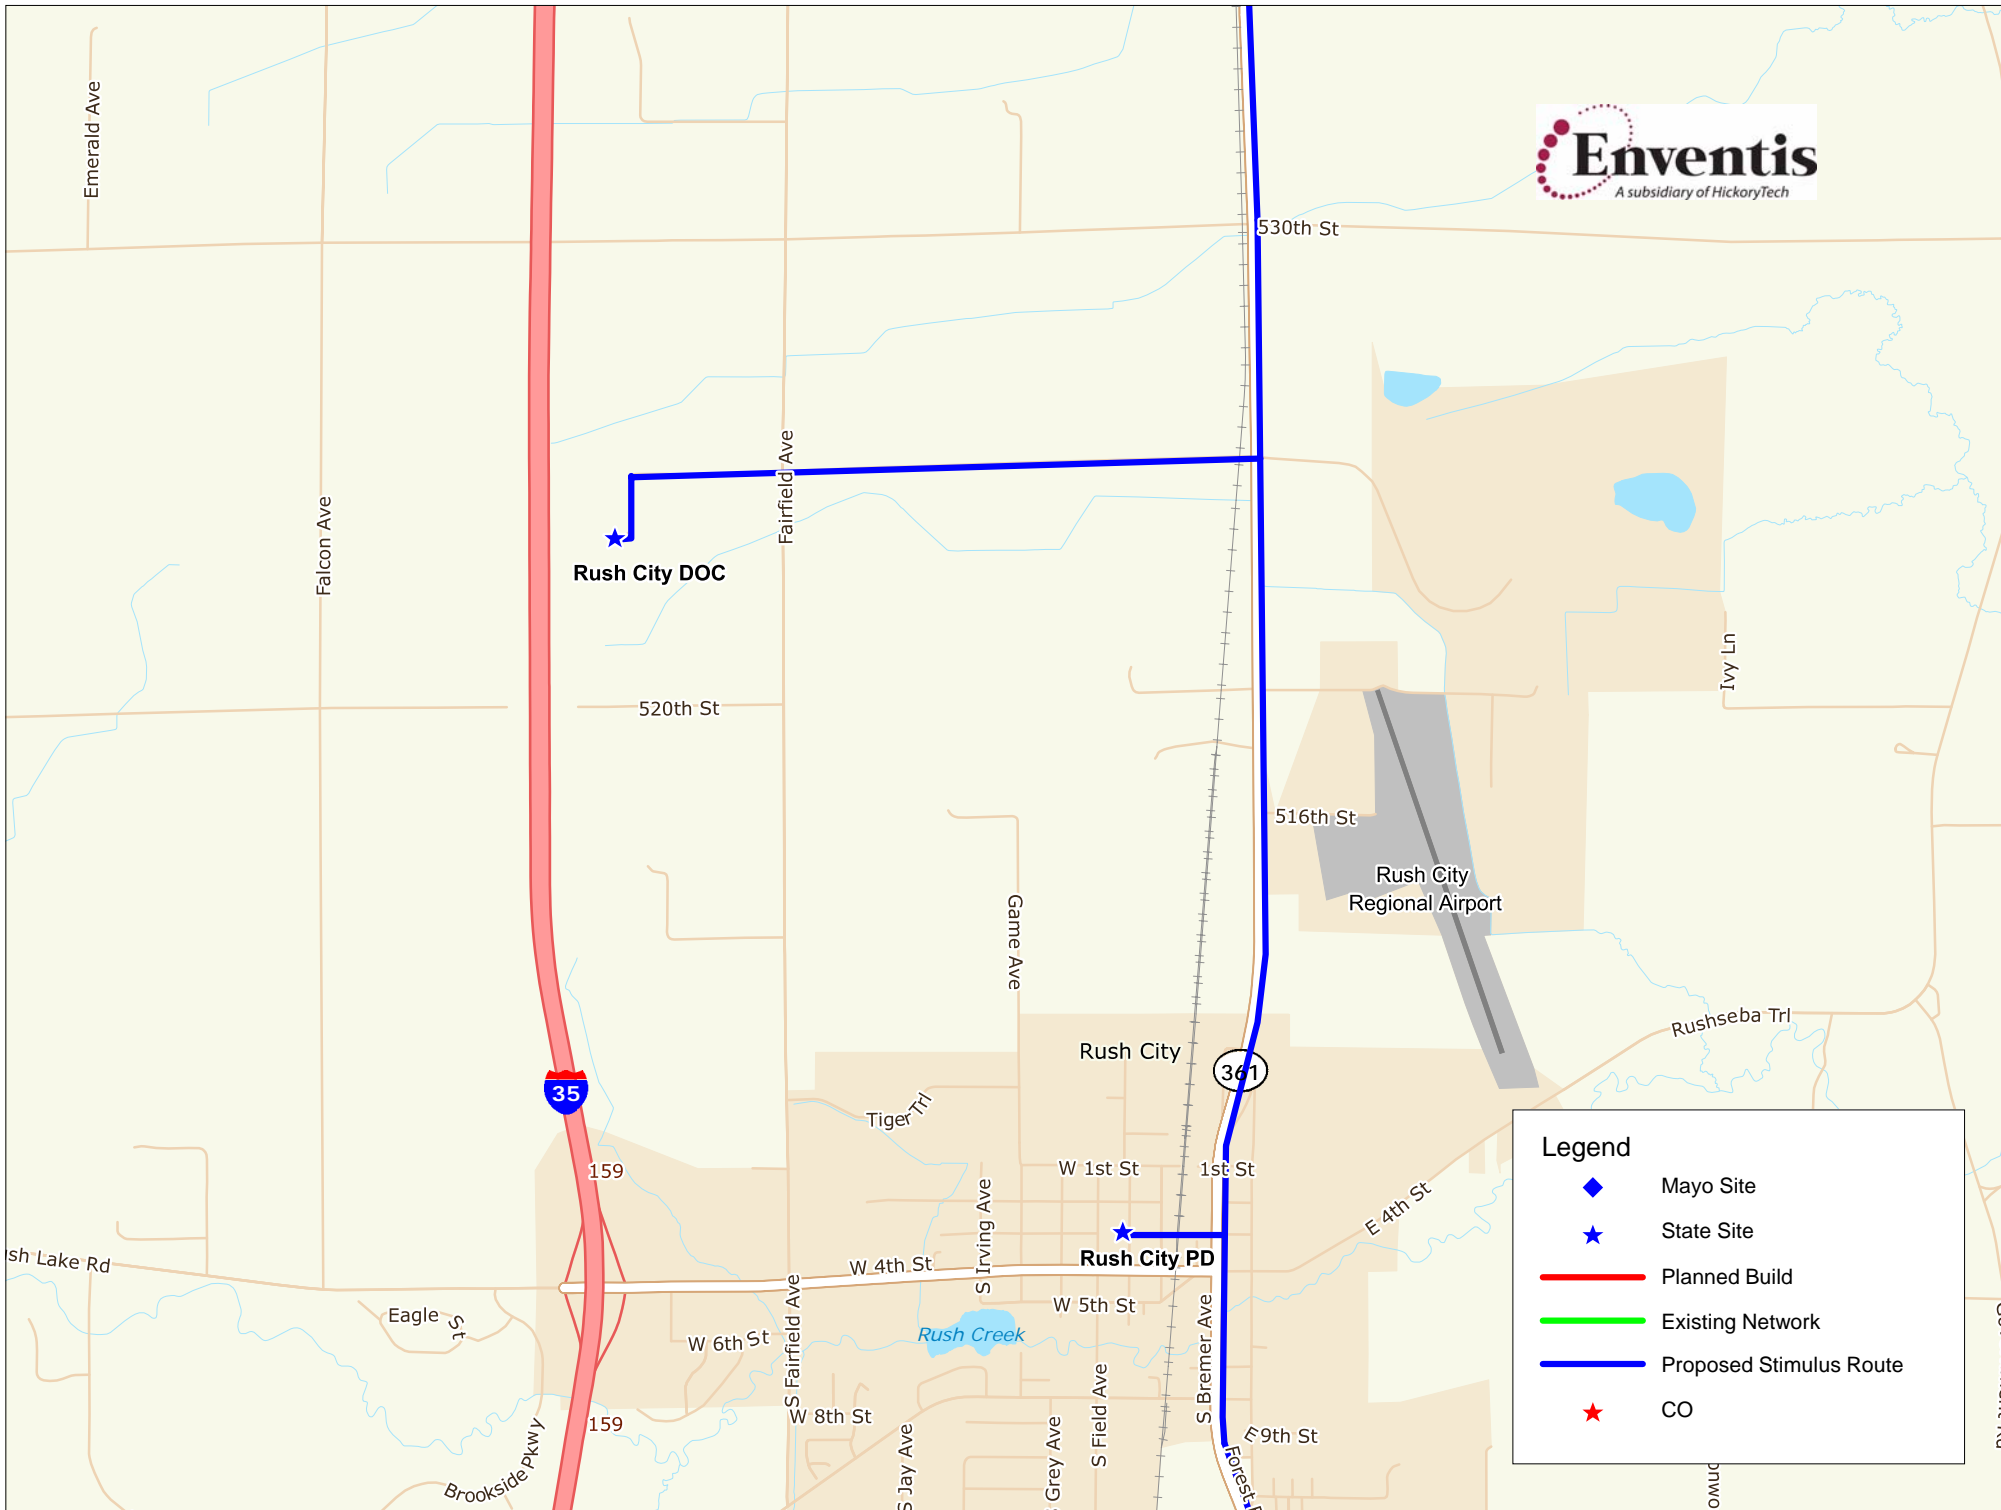 Emerald Ave
Enventis
A subsidiary of HickoryTech
530th St
Fairfield Ave
Falcon Ave
Rush City DOC
Ivy Ln
520th St
516th St
Rush City
Regional Airport
Game Ave
Rushseba Trl
Rush City
361
35
Tiger Trl
159
W 1st St
1st St
E 4th St
S Irving Ave
Rush City PD
sh Lake Rd
W 4th St
S Fairfield Ave
W 5th St
Eagle St
Rush Creek
W 6th St
S Bremer Ave
S Field Ave
W 8th St
159
Brookside Pkwy
S Jay Ave
Grey Ave
E 9th St
Forest
Legend
Mayo Site
State Site
Planned Build
Existing Network
Proposed Stimulus Route
CO